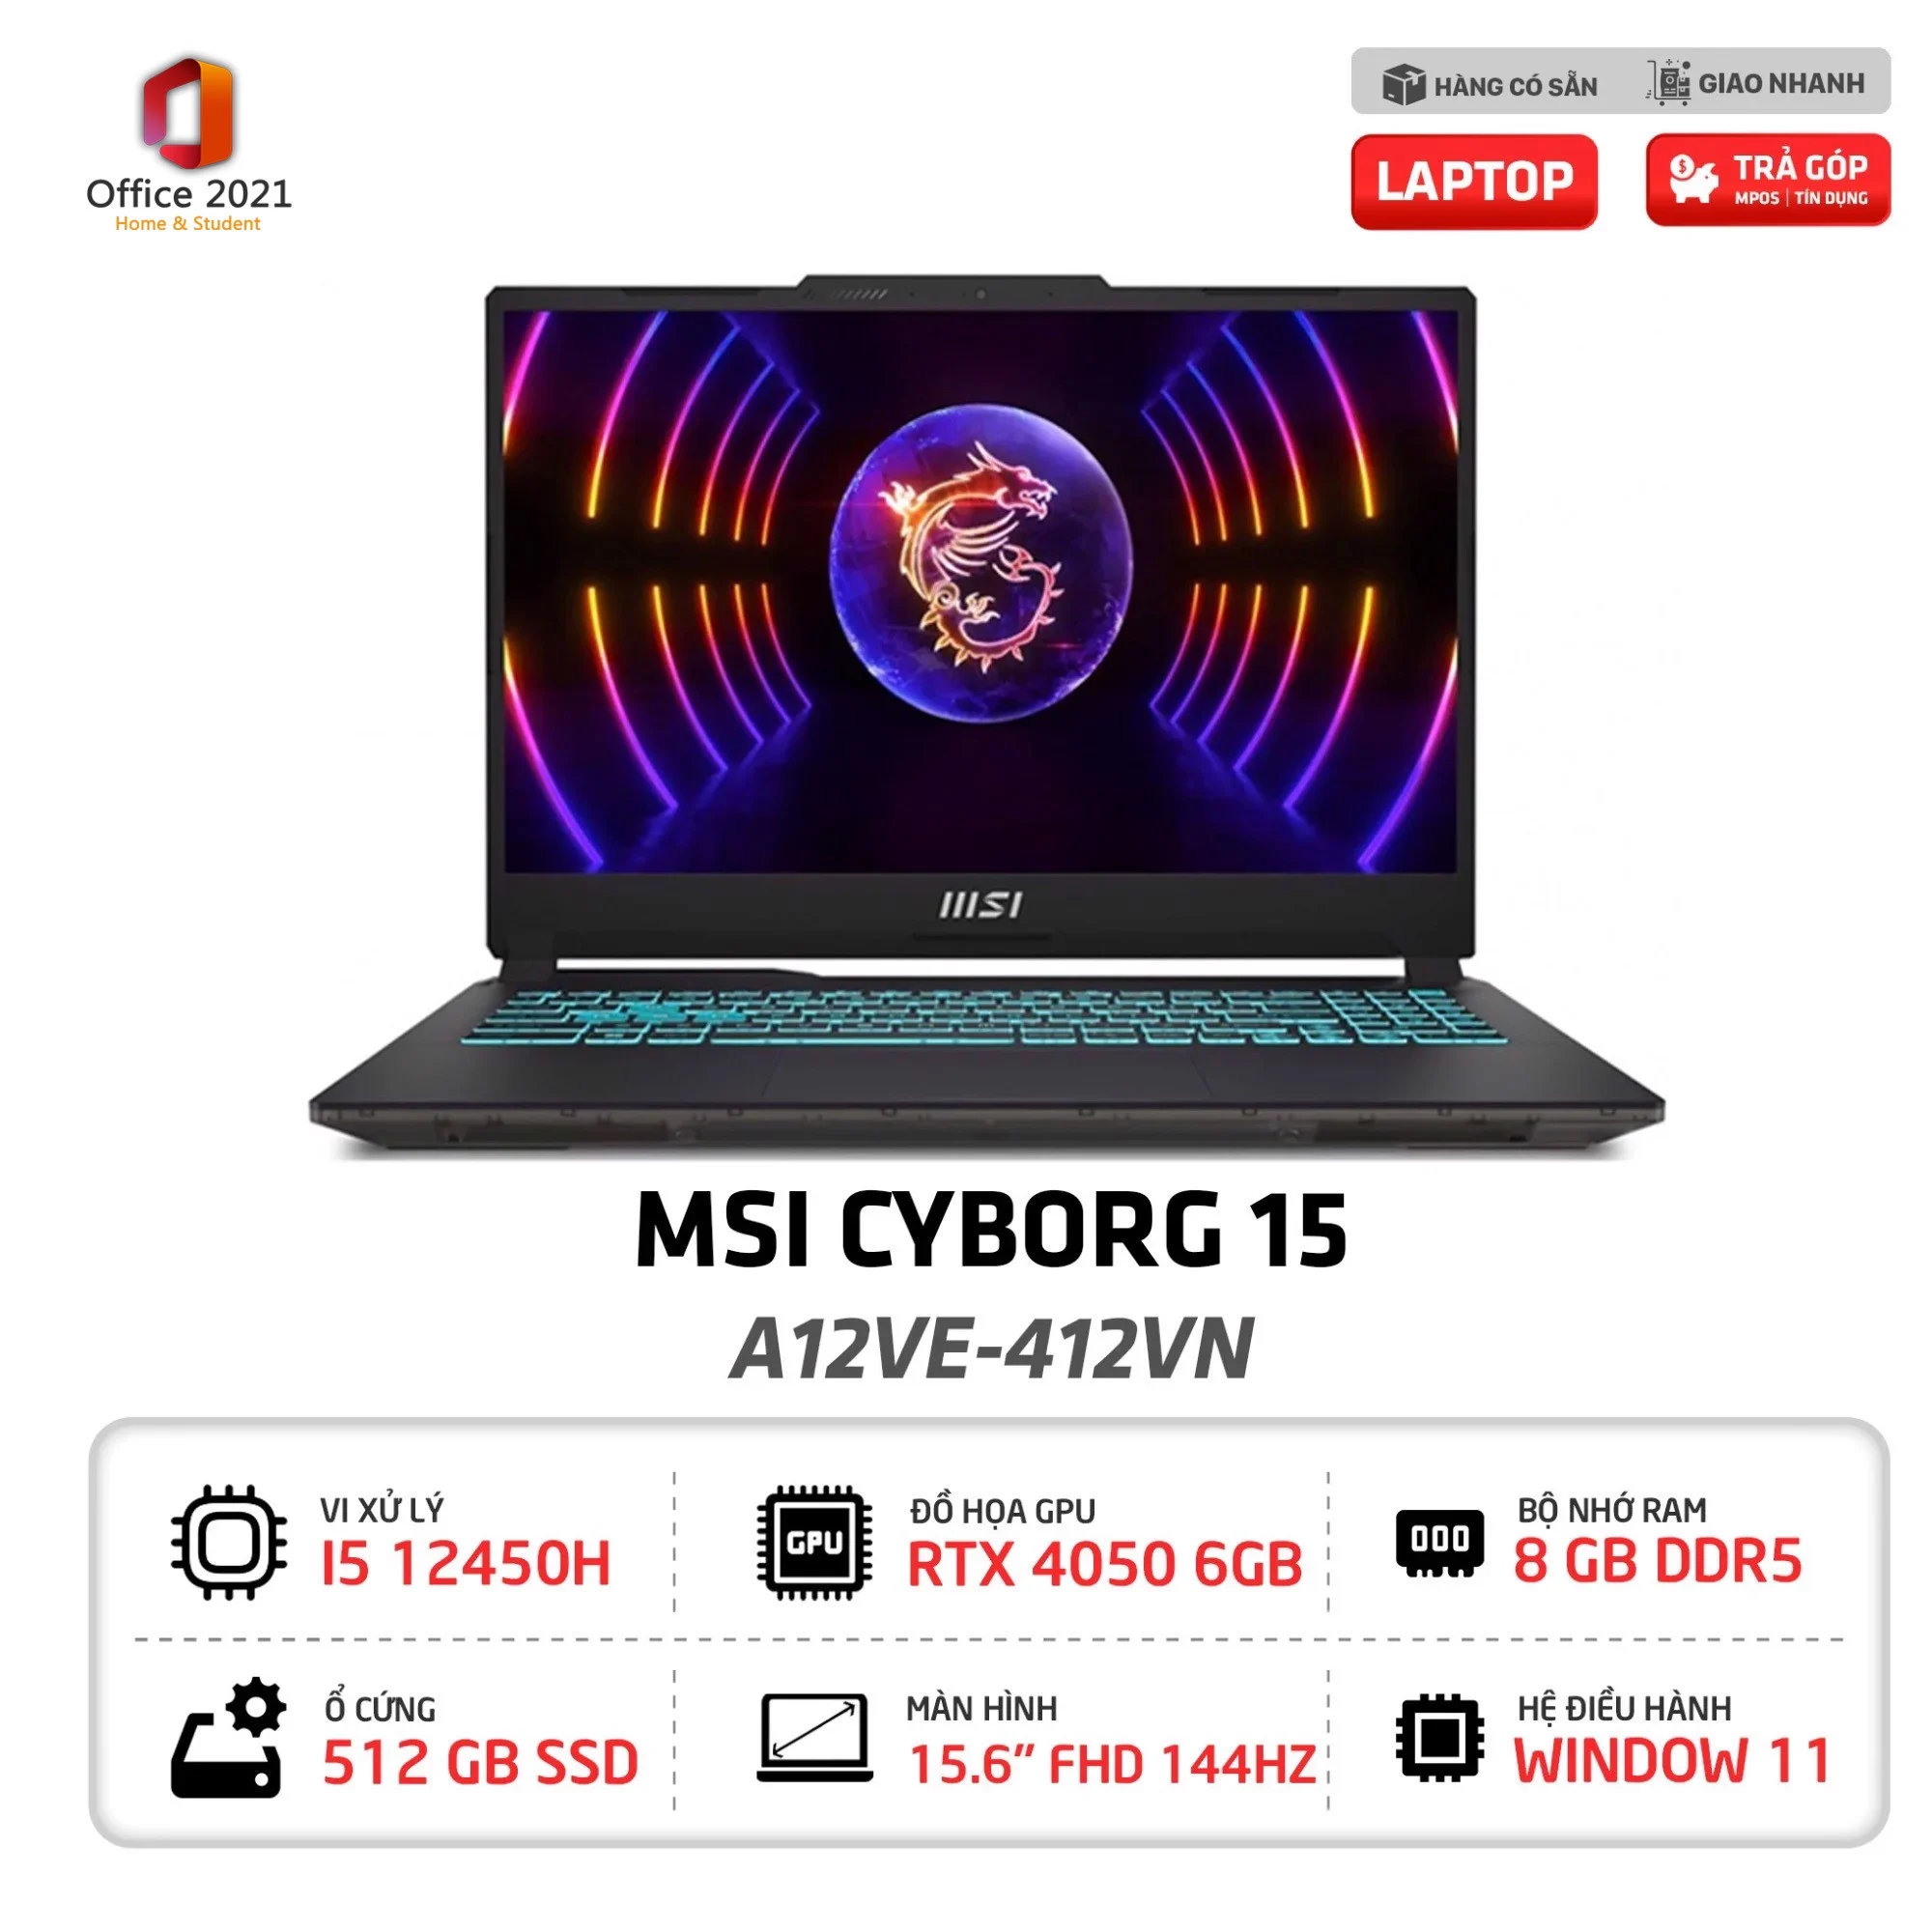 Office 2021
Home & Student
HÀNG CÓ SẴN
GIAO NHANH
LAPTOP
TRẢ GÓP
MPOS | TÍN DỤNG
MSI
MSI CYBORG 15
A12VE-412VN
VI XỬ LÝ
I5 12450H
GPU
ĐỒ HỌA GPU
RTX 4050 6GB
BỘ NHỚ RAM
8 GB DDR5
Ổ CỨNG
512 GB SSD
MÀN HÌNH
15.6” FHD 144HZ
HỆ ĐIỀU HÀNH
WINDOW 11